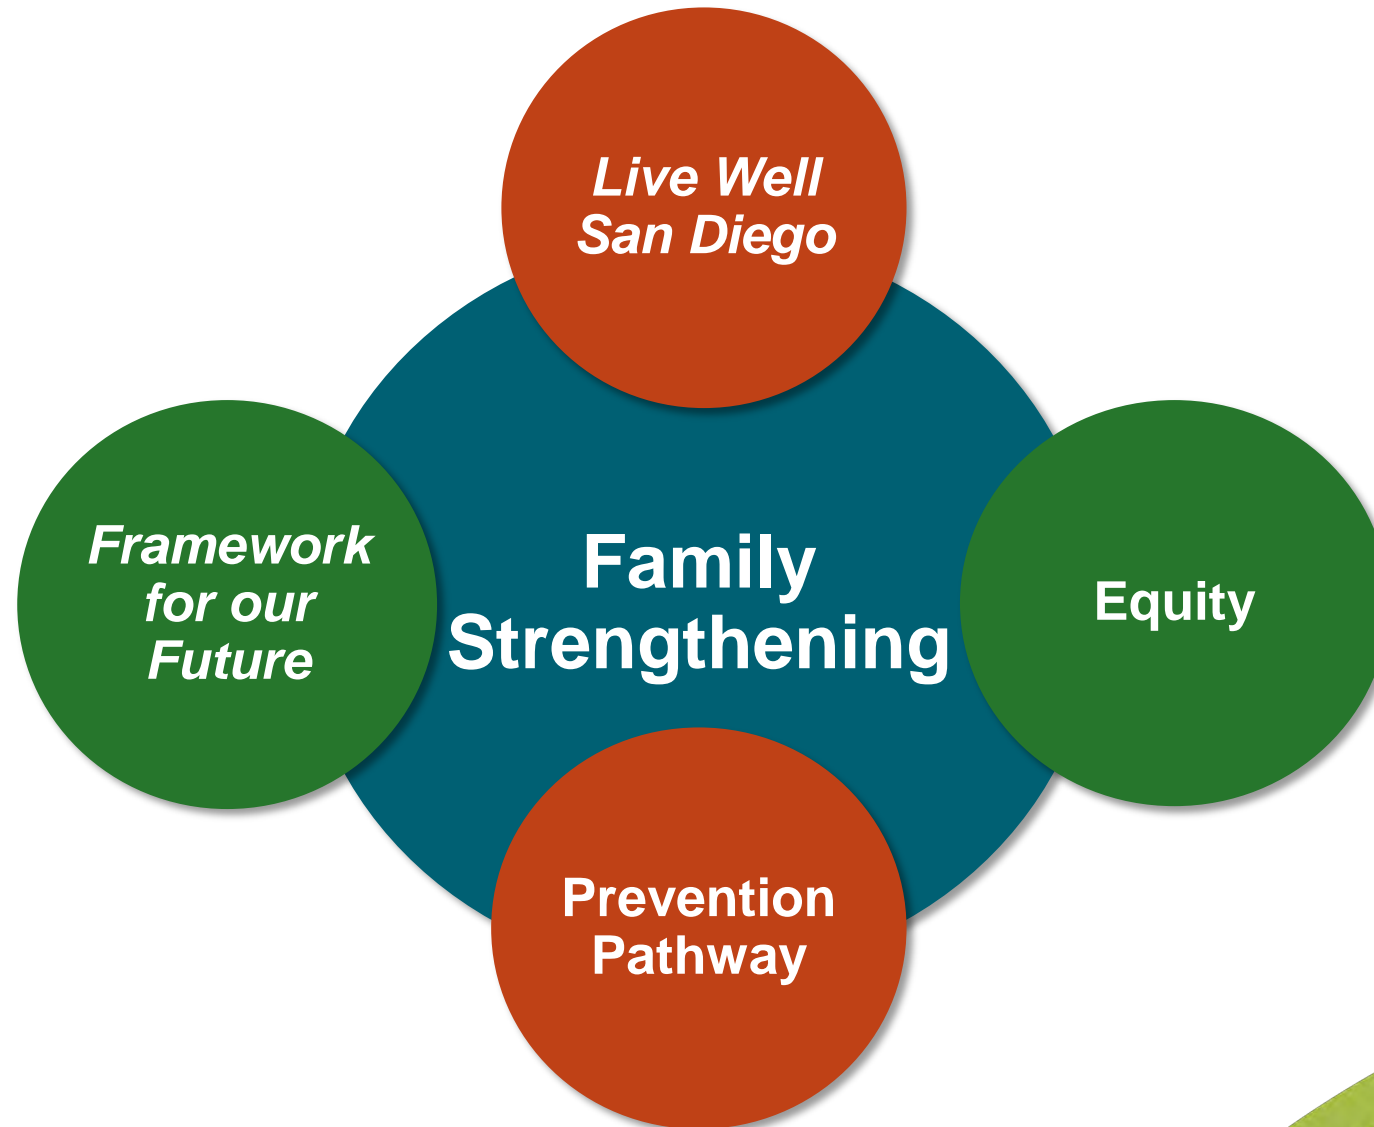 Live Well
San Diego
Framework
for our
Future
Family
Strengthening
Equity
Prevention
Pathway